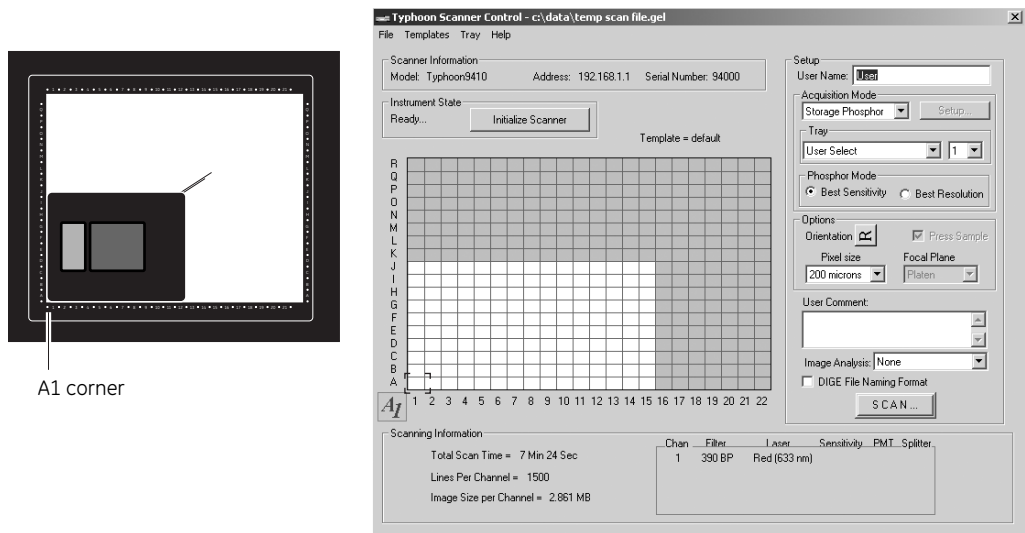 A1 corner
Typhoon Scanner Control - c:\data\temp scan file.gel
File Templates Tray Help
Scanner Information
Model: Typhoon9410 Address: 192.168.1.1 Serial Number: 94000
Instrument State
Ready... Initialize Scanner
Template = default
R
Q
P
O
N
M
L
K
J
I
H
G
F
E
D
C
B
A
A1
1 2 3 4 5 6 7 8 9 10 11 12 13 14 15 16 17 18 19 20 21 22
Setup
User Name: User
Acquisition Mode
Storage Phosphor Setup...
Tray
User Select 1
Phosphor Mode
Best Sensitivity Best Resolution
Options
Orientation R Press Sample
Pixel size Focal Plane
200 microns Platen
User Comment:
Image Analysis: None
DIGE File Naming Format
SCAN...
Scanning Information
Total Scan Time = 7 Min 24 Sec
Lines Per Channel = 1500
Image Size per Channel = 2.861 MB
Chan Filter Laser Sensitivity PMT Splitter
1 390 BP Red (633 nm)